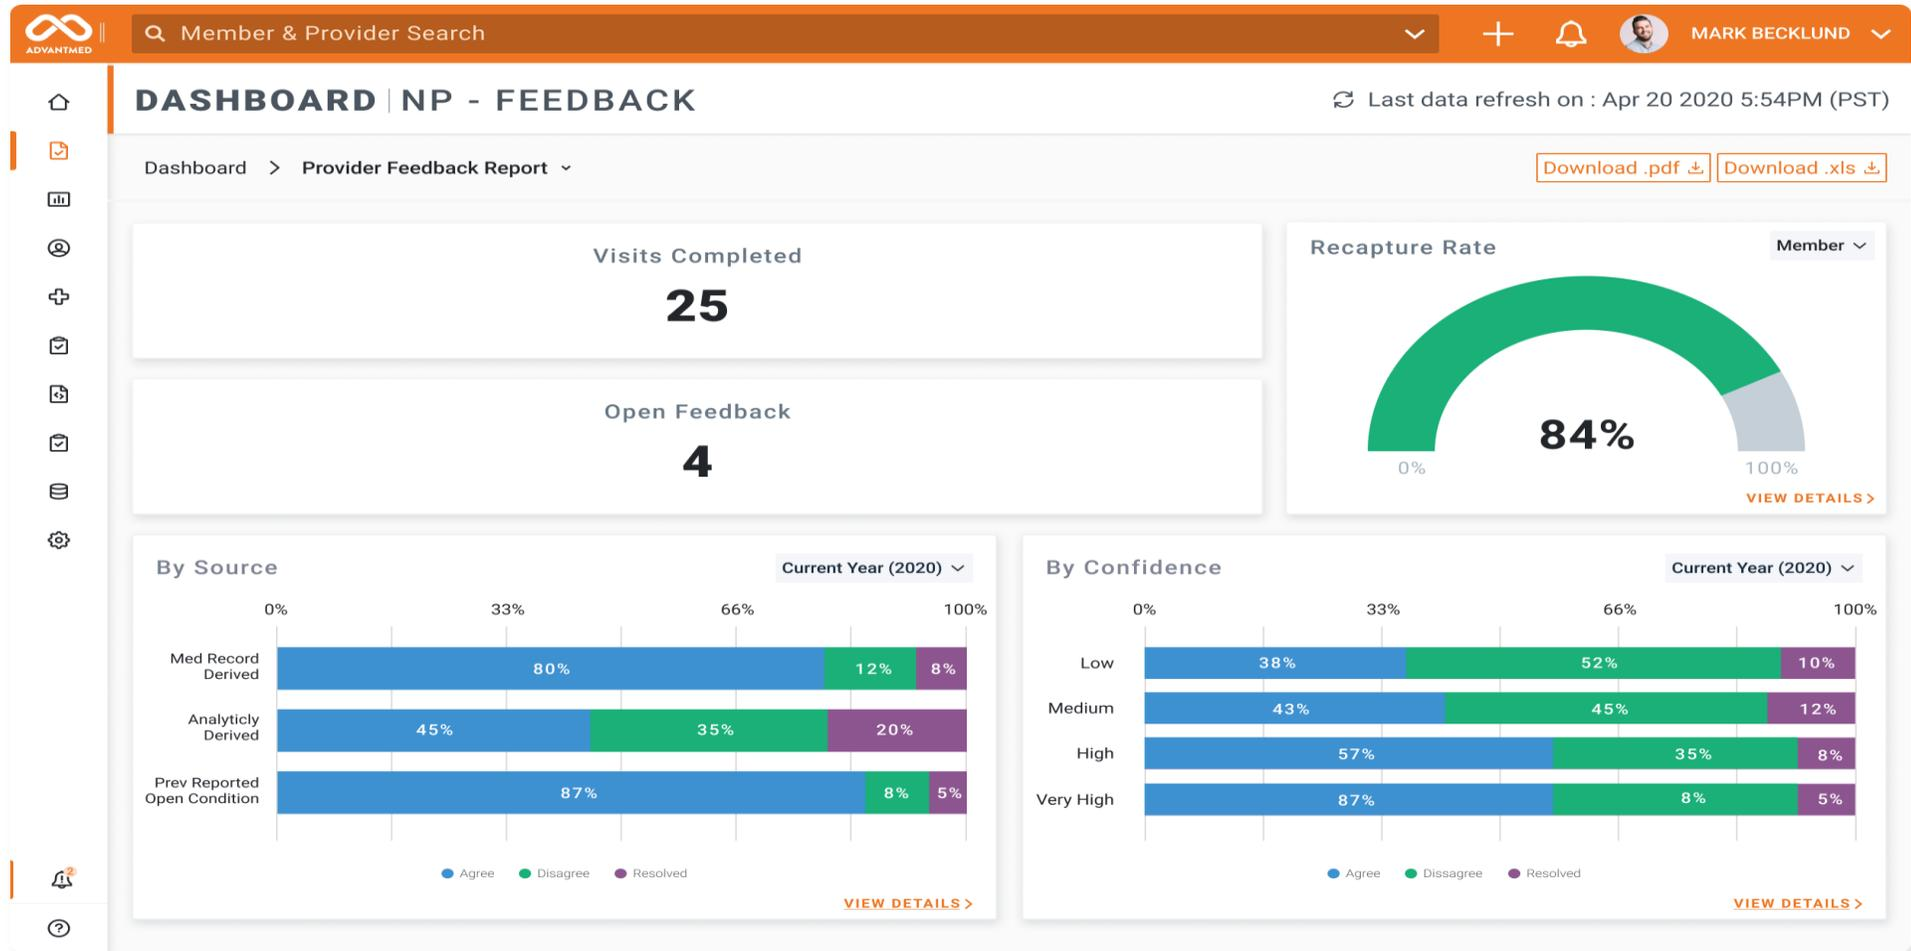 ADVANTMED
Member & Provider Search
MARK BECKLUND
DASHBOARD | NP - FEEDBACK
Last data refresh on : Apr 20 2020 5:54PM (PST)
Dashboard > Provider Feedback Report
Download .pdf
Download .xls
Visits Completed
25
Open Feedback
4
Recapture Rate
Member
84%
0%
100%
VIEW DETAILS >
By Source
Current Year (2020)
0% 33% 66% 100%
Med Record
Derived
80% 12% 8%
Analyticly
Derived
45% 35% 20%
Prev Reported
Open Condition
87% 8% 5%
Agree Disagree Resolved
VIEW DETAILS >
By Confidence
Current Year (2020)
0% 33% 66% 100%
Low 38% 52% 10%
Medium 43% 45% 12%
High 57% 35% 8%
Very High 87% 8% 5%
Agree Dissagree Resolved
VIEW DETAILS >
2